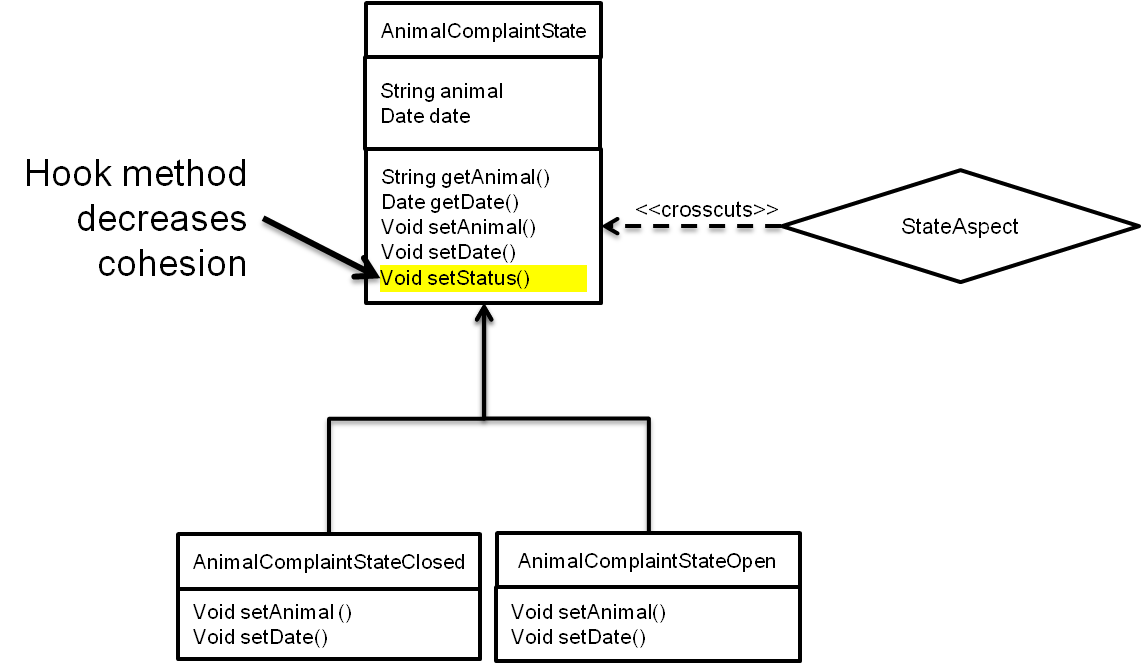 AnimalComplaintState
String animal
Date date
String getAnimal()
Date getDate()
Void setAnimal()
Void setDate()
Void setStatus()
Hook method
decreases
cohesion
<<crosscuts>>
StateAspect
AnimalComplaintStateClosed
Void setAnimal ()
Void setDate()
AnimalComplaintStateOpen
Void setAnimal()
Void setDate()